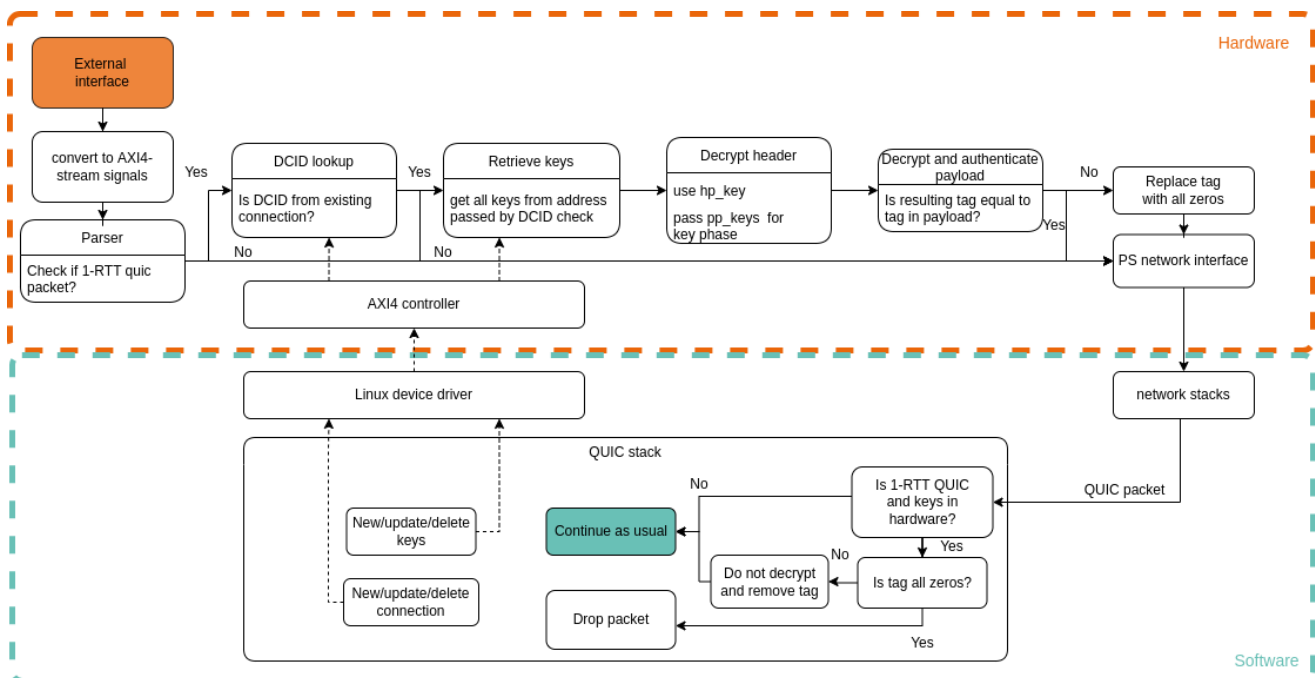 Hardware
External
interface
convert to AXI4-
stream signals
Parser
Check if 1-RTT quic
packet?
Yes
No
DCID lookup
Is DCID from existing
connection?
Yes
No
Retrieve keys
get all keys from address
passed by DCID check
Decrypt header
use hp_key
pass pp_keys for
key phase
Decrypt and authenticate
payload
Is resulting tag equal to
tag in payload?
No
Yes
Replace tag
with all zeros
PS network interface
AXI4 controller
Linux device driver
network stacks
QUIC stack
QUIC packet
Is 1-RTT QUIC
and keys in
hardware?
No
Yes
New/update/delete
keys
Continue as usual
No
Do not decrypt
and remove tag
Is tag all zeros?
New/update/delete
connection
Drop packet
Yes
Software